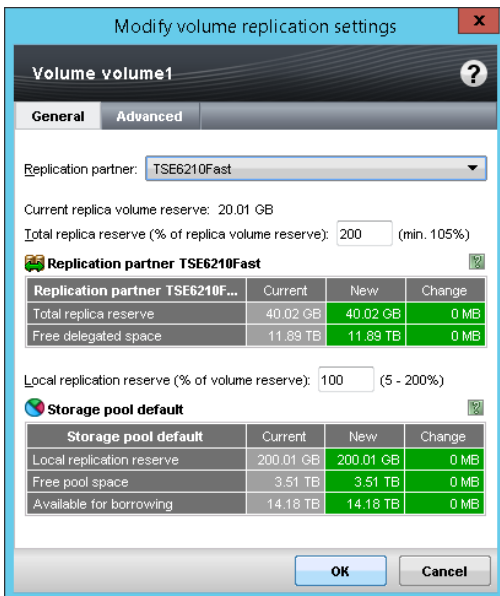 Modify volume replication settings
x
Volume volume1
?
General Advanced
Replication partner: TSE6210Fast
Current replica volume reserve: 20.01 GB
Total replica reserve (% of replica volume reserve): 200 (min. 105%)
Replication partner TSE6210Fast ?
Replication partner TSE6210F... Current New Change
Total replica reserve 40.02 GB 40.02 GB 0 MB
Free delegated space 11.89 TB 11.89 TB 0 MB
Local replication reserve (% of volume reserve): 100 (5 - 200%)
Storage pool default ?
Storage pool default Current New Change
Local replication reserve 200.01 GB 200.01 GB 0 MB
Free pool space 3.51 TB 3.51 TB 0 MB
Available for borrowing 14.18 TB 14.18 TB 0 MB
OK Cancel